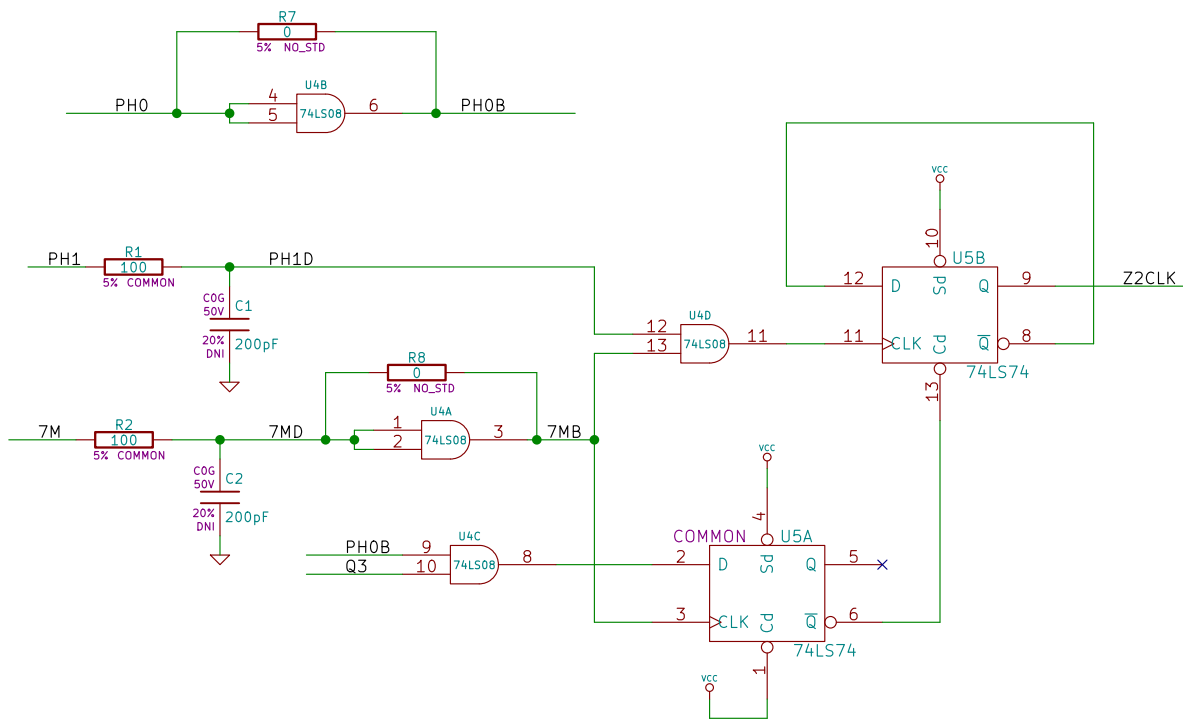 R7
0
5% NO_STD
U4B
PH0
4
5
74LS08
6
PH0B
VCC
10
U5B
PH1
R1
100
5% COMMON
PH1D
12
D
Sd
Q
9
Z2CLK
C0G
50V
C1
20%
DNI
200pF
12
13
U4D
74LS08
11
11
CLK
Cd
Q
8
13
74LS74
R8
0
5% NO_STD
U4A
7M
R2
100
5% COMMON
7MD
1
2
74LS08
3
7MB
C0G
50V
C2
20%
DNI
200pF
VCC
4
COMMON
U5A
U4C
PH0B
9
Q3
10
74LS08
8
2
D
Sd
Q
5
3
CLK
Cd
Q
6
74LS74
1
VCC